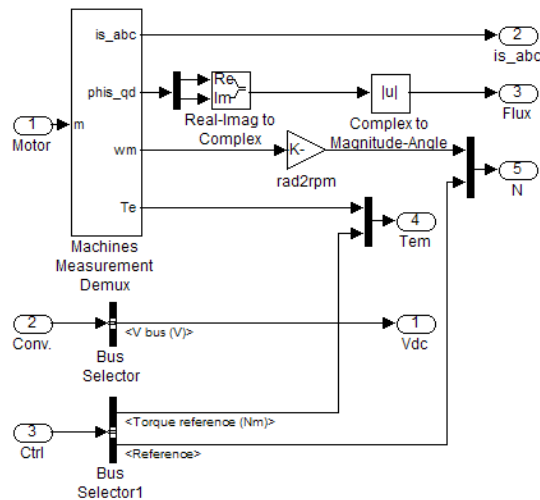 is_abc
2
is_abc
phis_qd
Re
Im
|u|
3
Flux
Real-Imag to
Complex
Complex to
Magnitude-Angle
1
Motor
m
wm
K-
rad2rpm
5
N
Te
4
Tem
Machines
Measurement
Demux
2
Conv.
<V bus (V)>
1
Vdc
Bus
Selector
3
Ctrl
<Torque reference (Nm)>
<Reference>
Bus
Selector1